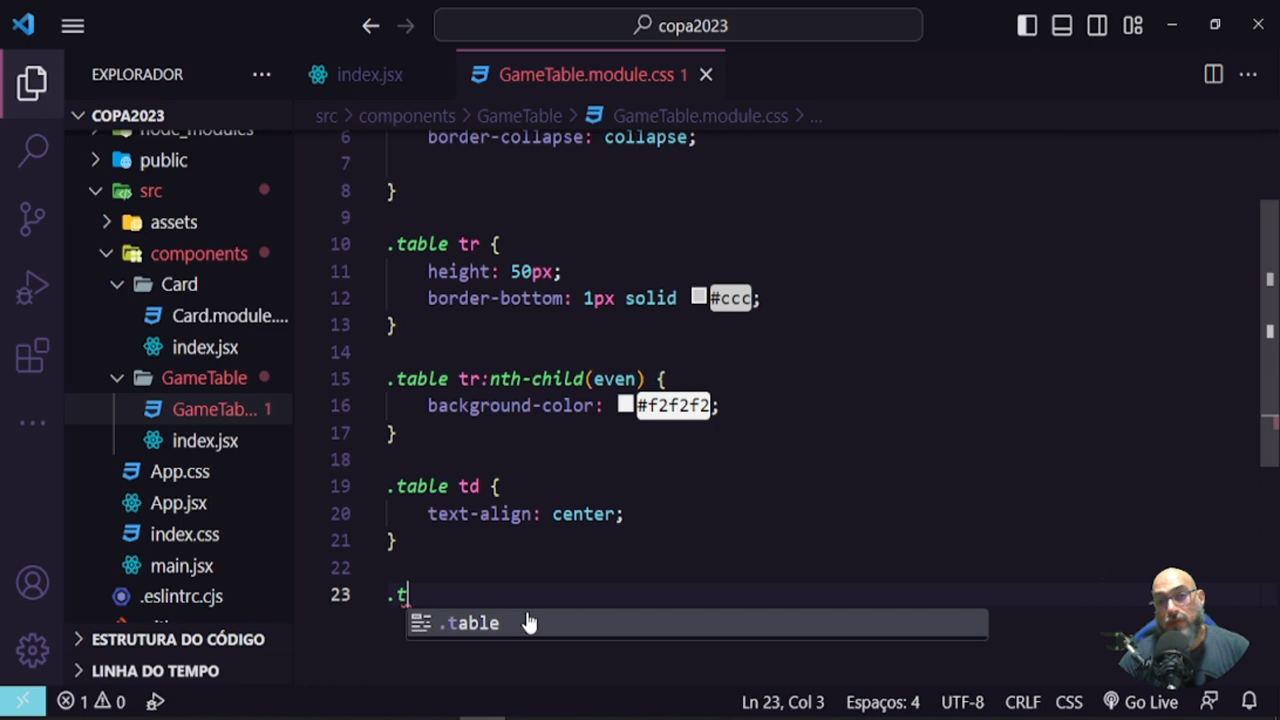 copa2023
EXPLORADOR
index.jsx
GameTable.module.css 1
COPA2023
src
components
GameTable
GameTable.module.css
...
node_modules
public
src
assets
components
Card
Card.module....
index.jsx
GameTable
GameTab... 1
index.jsx
App.css
App.jsx
index.css
main.jsx
.eslintrc.cjs
ESTRUTURA DO CÓDIGO
LINHA DO TEMPO
6 border-collapse: collapse;
7
8 }
9
10 .table tr {
11 height: 50px;
12 border-bottom: 1px solid #ccc;
13 }
14
15 .table tr:nth-child(even) {
16 background-color: #f2f2f2;
17 }
18
19 .table td {
20 text-align: center;
21 }
22
23 .t
.table
1 0
Ln 23, Col 3
Espaços: 4
UTF-8
CRLF
CSS
Go Live